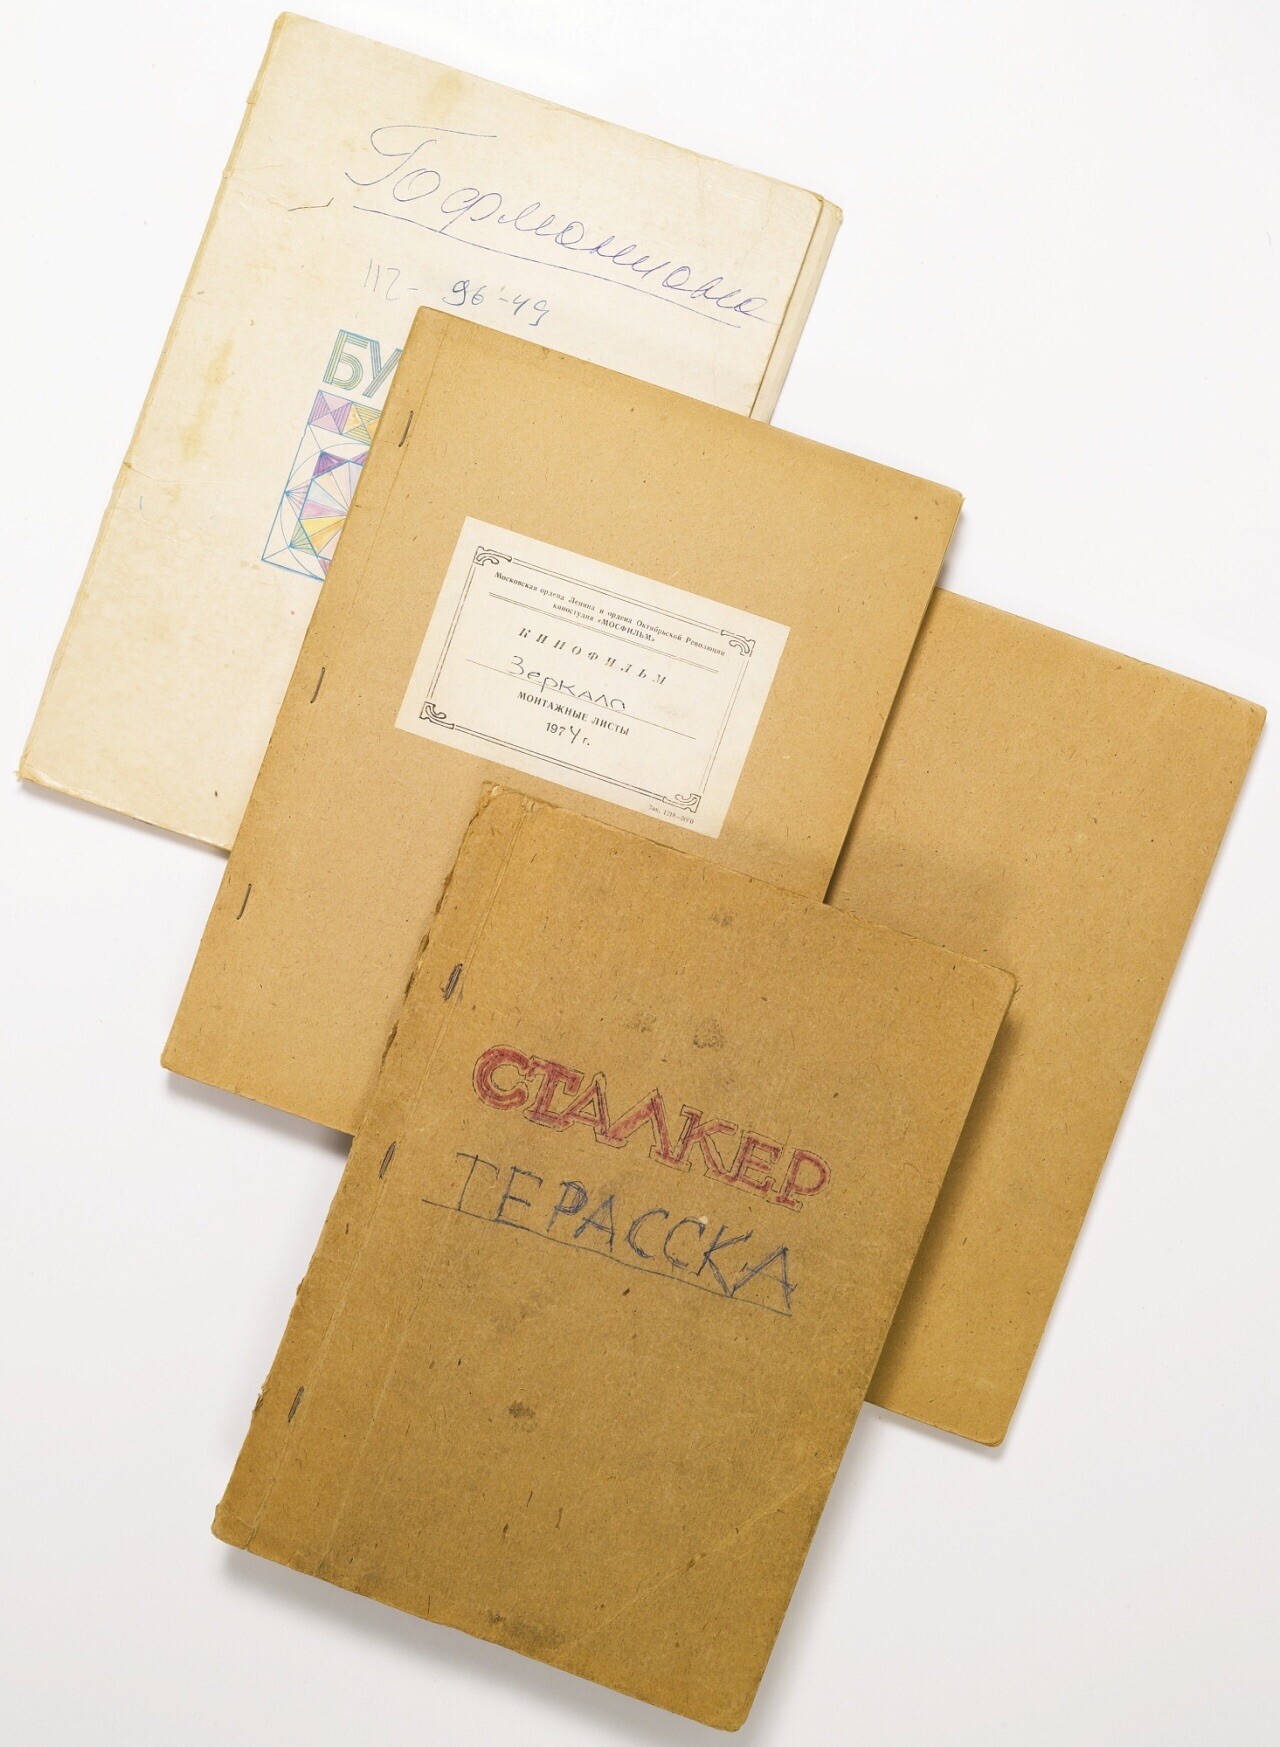 Гофманиана
112- 96-49
БУ
Московская ордена Ленина и ордена Октябрьской Революции
киностудия «МОСФИЛЬМ»
КИНОФИЛЬМ
Зеркало
МОНТАЖНЫЕ ЛИСТЫ
1974 г.
СТАЛКЕР
ТЕРАССКА